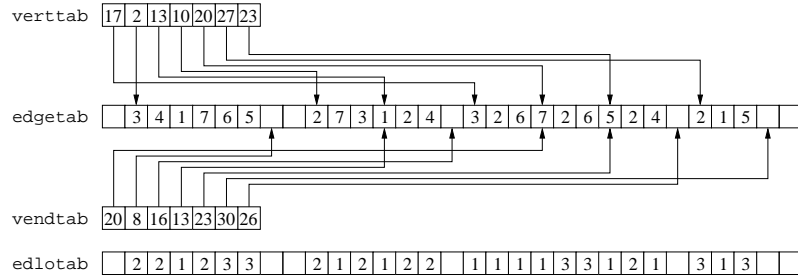 verttab 17 2 13 10 20 27 23
edgetab 3 4 1 7 6 5 2 7 3 1 2 4 3 2 6 7 2 6 5 2 4 2 1 5
vendtab 20 8 16 13 23 30 26
edlotab 2 2 1 2 3 3 2 1 2 1 2 2 1 1 1 1 3 3 1 2 1 3 1 3